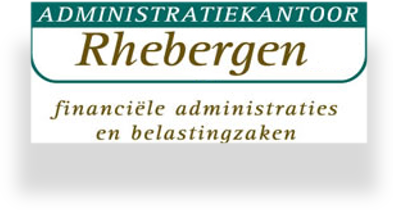 ADMINISTRATIEKANTOOR
Rhebergen
financiële administraties
en belastingzaken